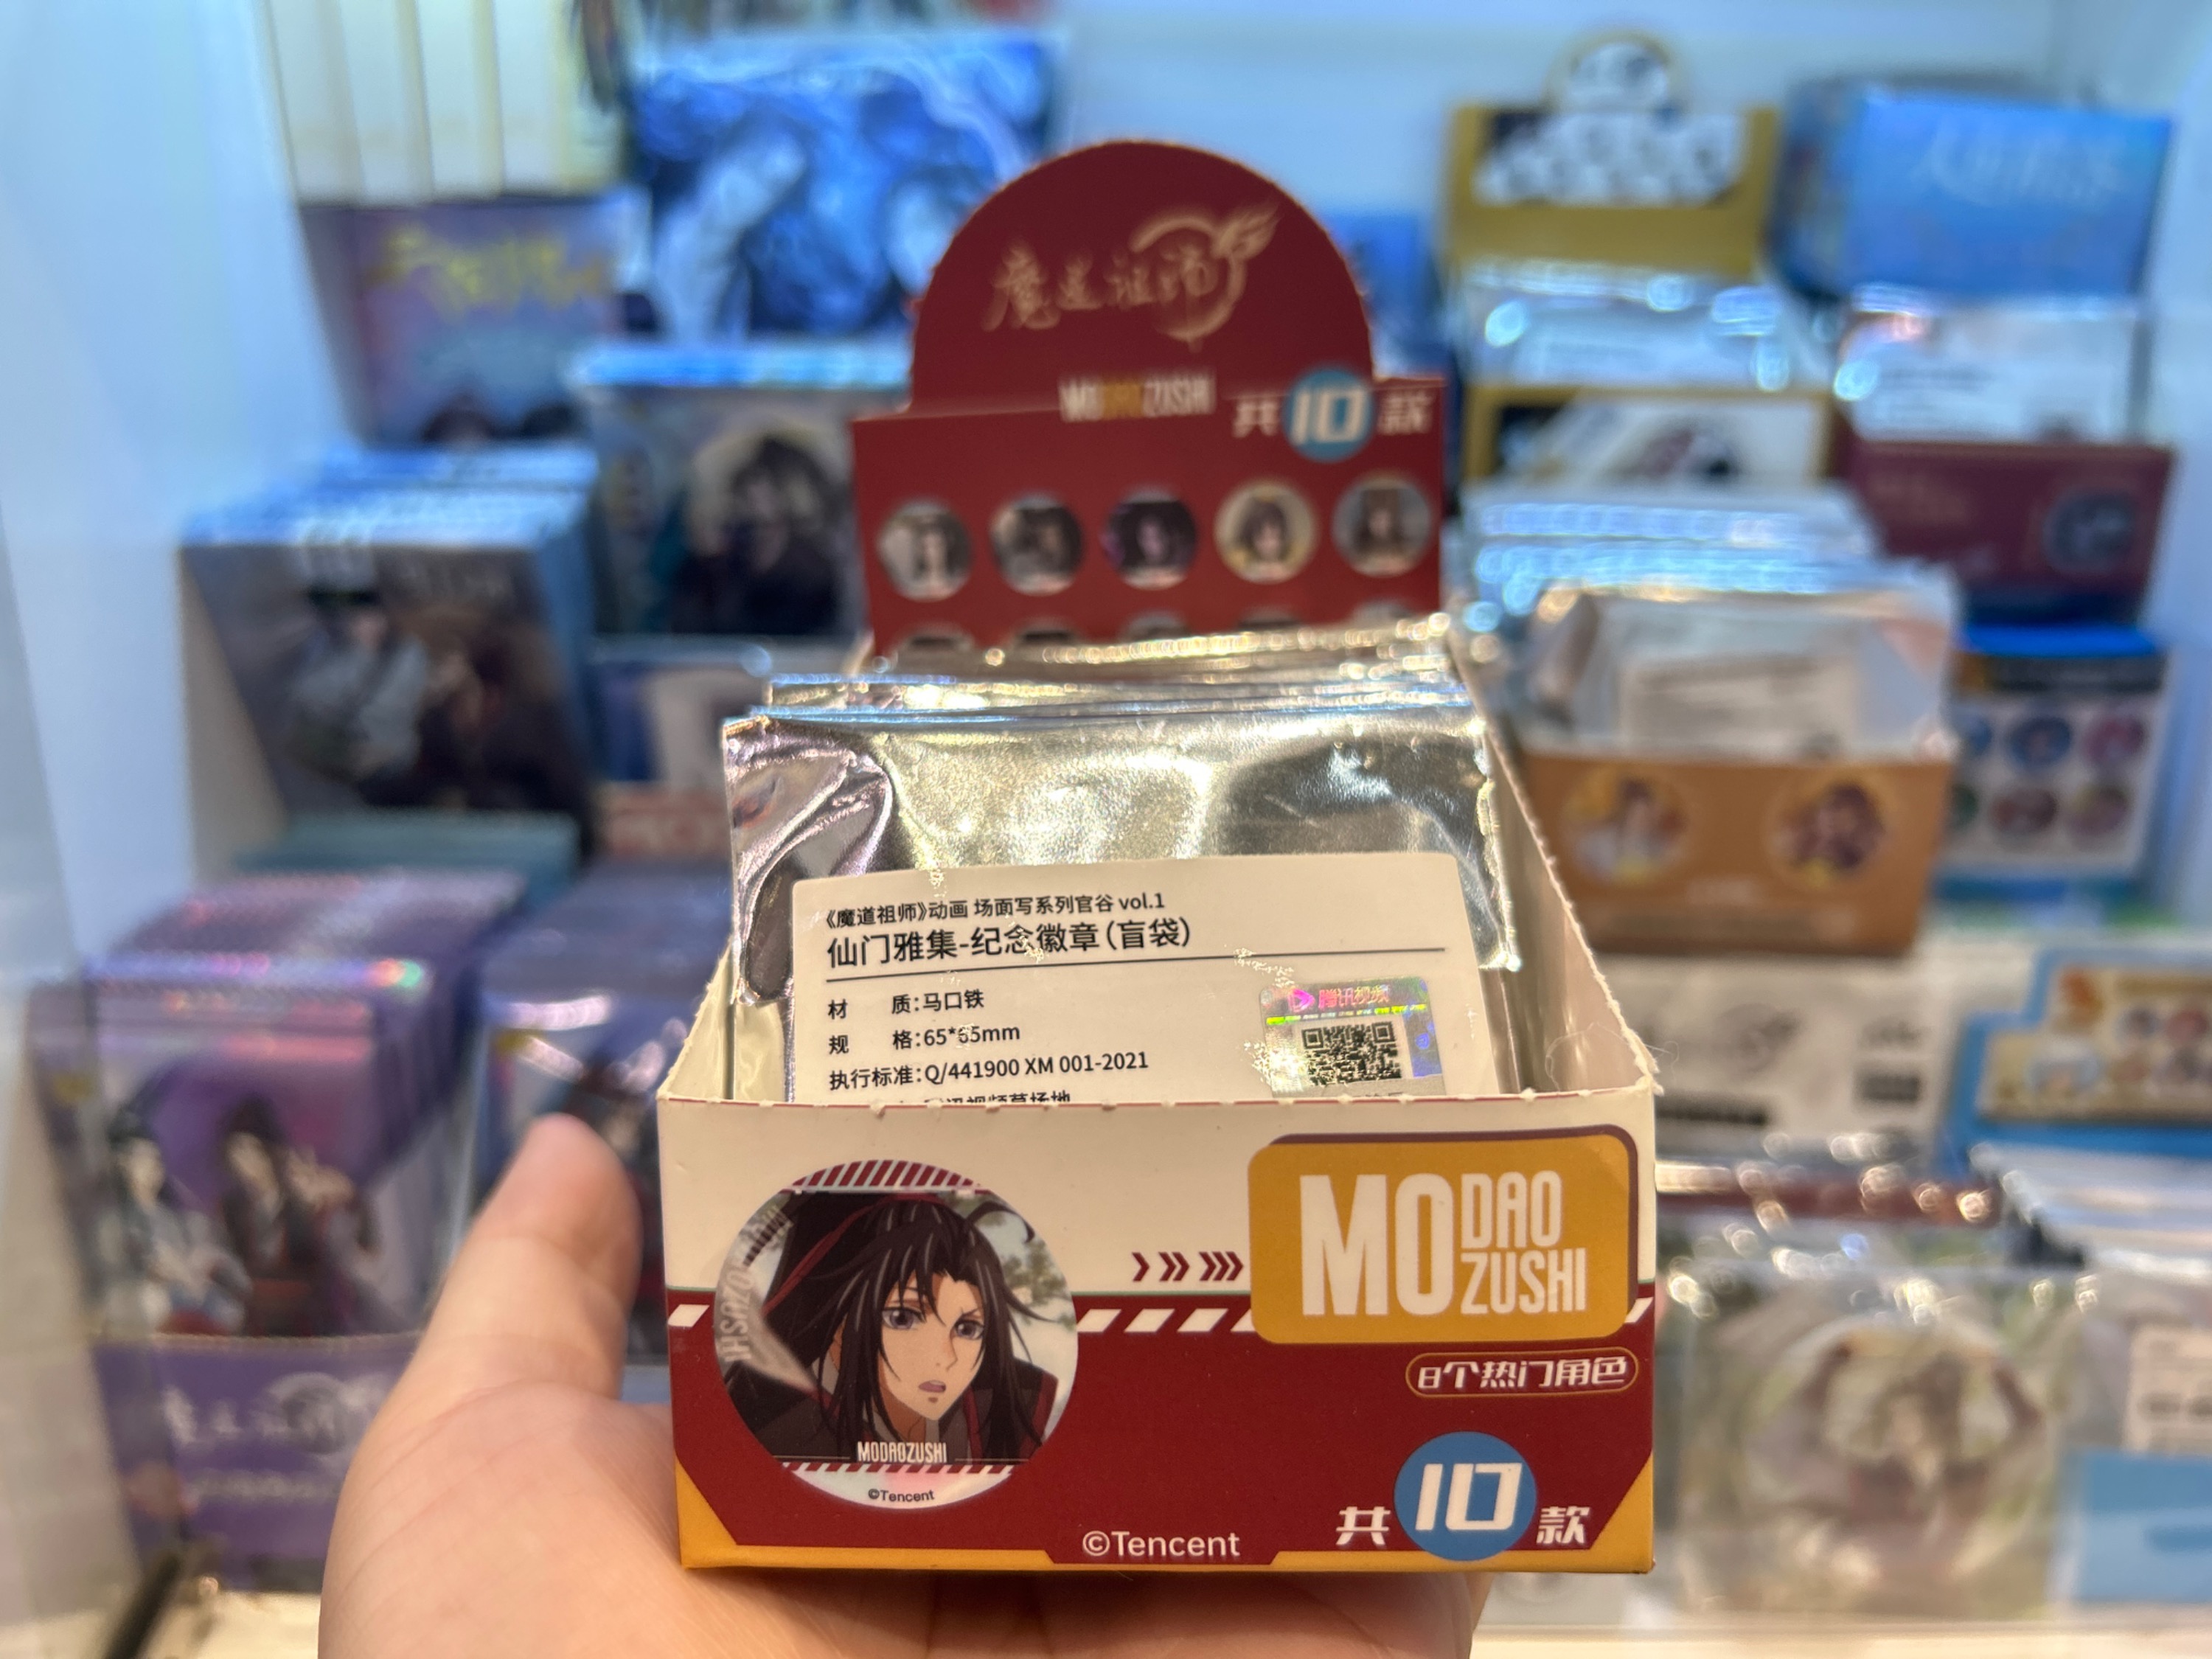 魔道祖师
MODAOZUSHI
共10款
《魔道祖师》动画 场面写系列官谷 vol.1
仙门雅集-纪念徽章（盲袋）
材 质：马口铁
规 格：65*65mm
执行标准：Q/441900 XM 001-2021
腾讯视频
MODAOZUSHI
MODAOZUSHI
©Tencent
MO DAO ZUSHI
8个热门角色
共10款
©Tencent